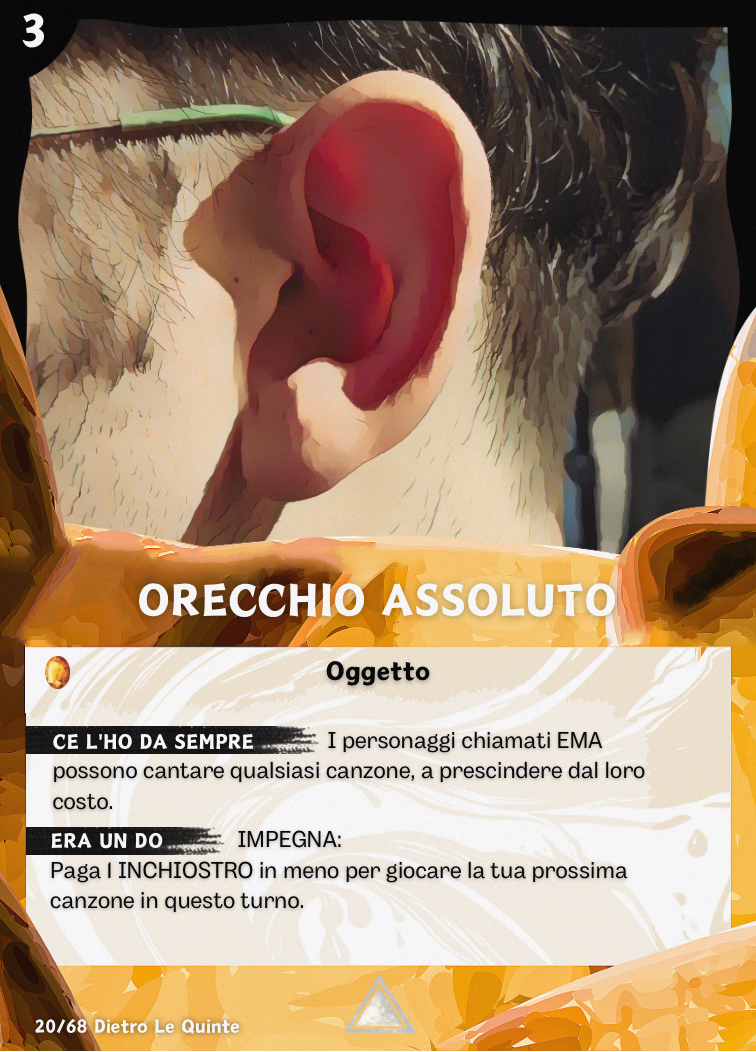 3
ORECCHIO ASSOLUTO
Oggetto
CE L'HO DA SEMPRE I personaggi chiamati EMA
possono cantare qualsiasi canzone, a prescindere dal loro
costo.
ERA UN DO IMPEGNA:
Paga 1 INCHIOSTRO in meno per giocare la tua prossima
canzone in questo turno.
20/68 Dietro Le Quinte